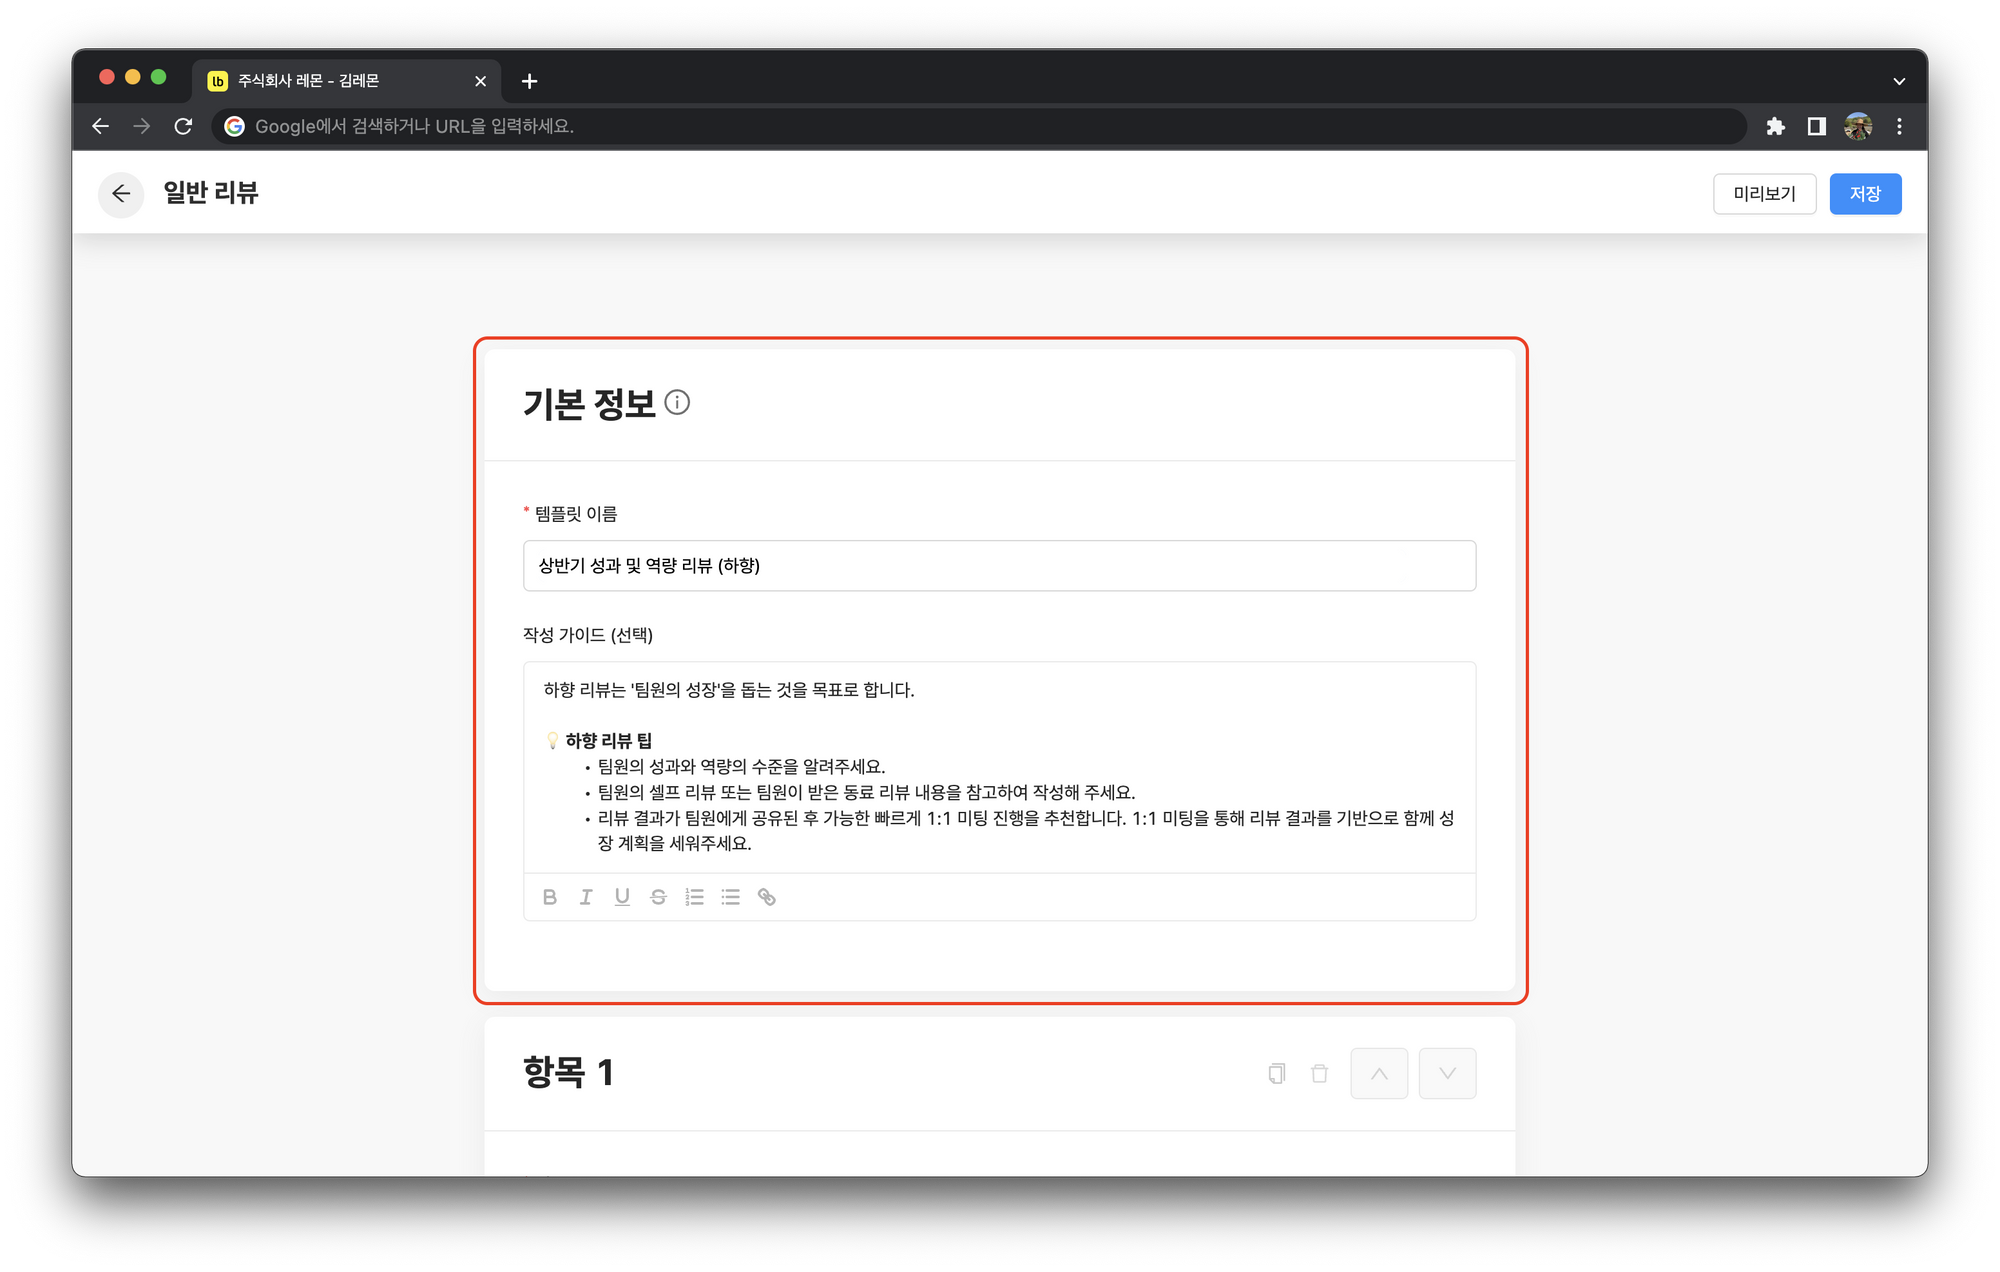 lb 주식회사 레몬 - 김레몬
Google에서 검색하거나 URL을 입력하세요.
일반 리뷰
미리보기
저장
기본 정보
* 템플릿 이름
상반기 성과 및 역량 리뷰 (하향)
작성 가이드 (선택)
하향 리뷰는 '팀원의 성장'을 돕는 것을 목표로 합니다.
💡 하향 리뷰 팁
• 팀원의 성과와 역량의 수준을 알려주세요.
• 팀원의 셀프 리뷰 또는 팀원이 받은 동료 리뷰 내용을 참고하여 작성해 주세요.
• 리뷰 결과가 팀원에게 공유된 후 가능한 빠르게 1:1 미팅 진행을 추천합니다. 1:1 미팅을 통해 리뷰 결과를 기반으로 함께 성
장 계획을 세워주세요.
항목 1